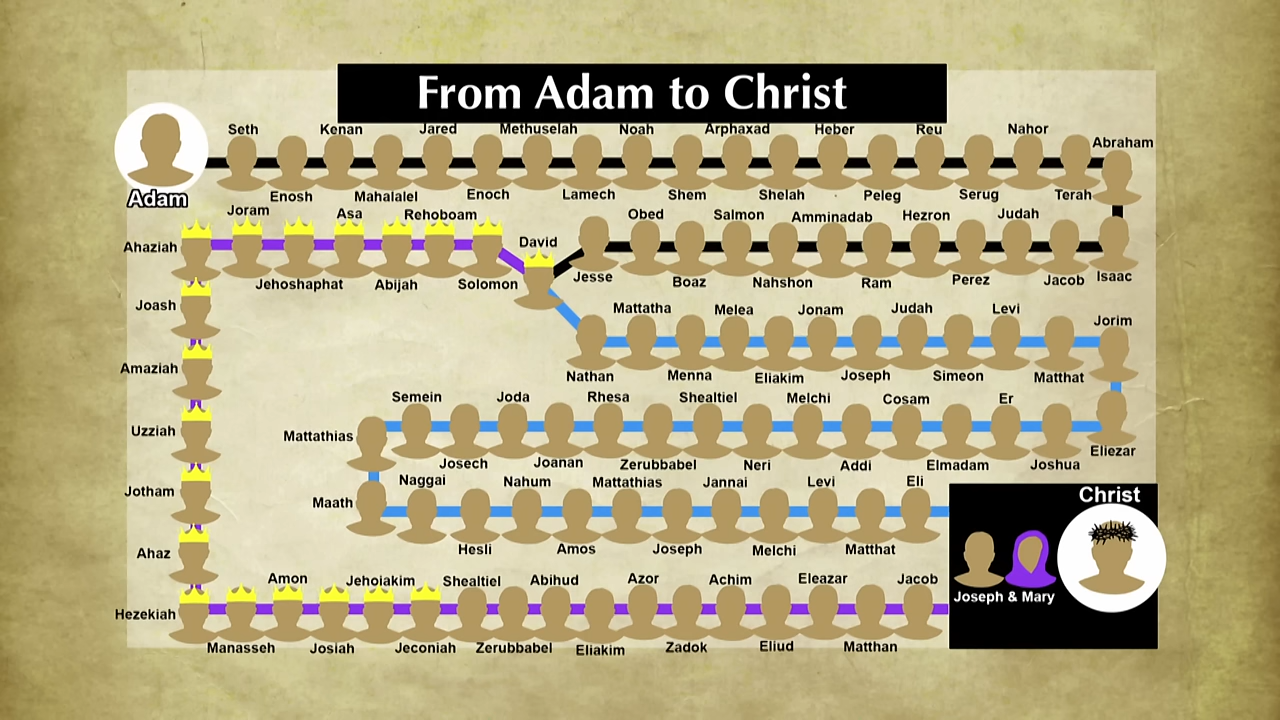 From Adam to Christ
Seth Kenan Jared Methuselah Noah Arphaxad Heber Reu Nahor Abraham
Adam Enosh Mahalalel Enoch Lamech Shem Shelah Peleg Serug Terah
Joram Asa Rehoboam Obed Salmon Amminadab Hezron Judah
Ahaziah David
Jehoshaphat Abijah Solomon Jesse Boaz Nahshon Ram Perez Jacob Isaac
Joash Mattatha Melea Jonam Judah Levi Jorim
Amaziah Nathan Menna Eliakim Joseph Simeon Matthat
Semein Joda Rhesa Shealtiel Melchi Cosam Er
Uzziah Mattathias
Josech Joanan Zerubbabel Neri Addi Elmadam Joshua Eliezar
Naggai Nahum Mattathias Jannai Levi Eli
Jotham Maath Christ
Ahaz Hesli Amos Joseph Melchi Matthat
Amon Jehoiakim Shealtiel Abihud Azor Achim Eleazar Jacob Joseph & Mary
Hezekiah
Manasseh Josiah Jeconiah Zerubbabel Eliakim Zadok Eliud Matthan